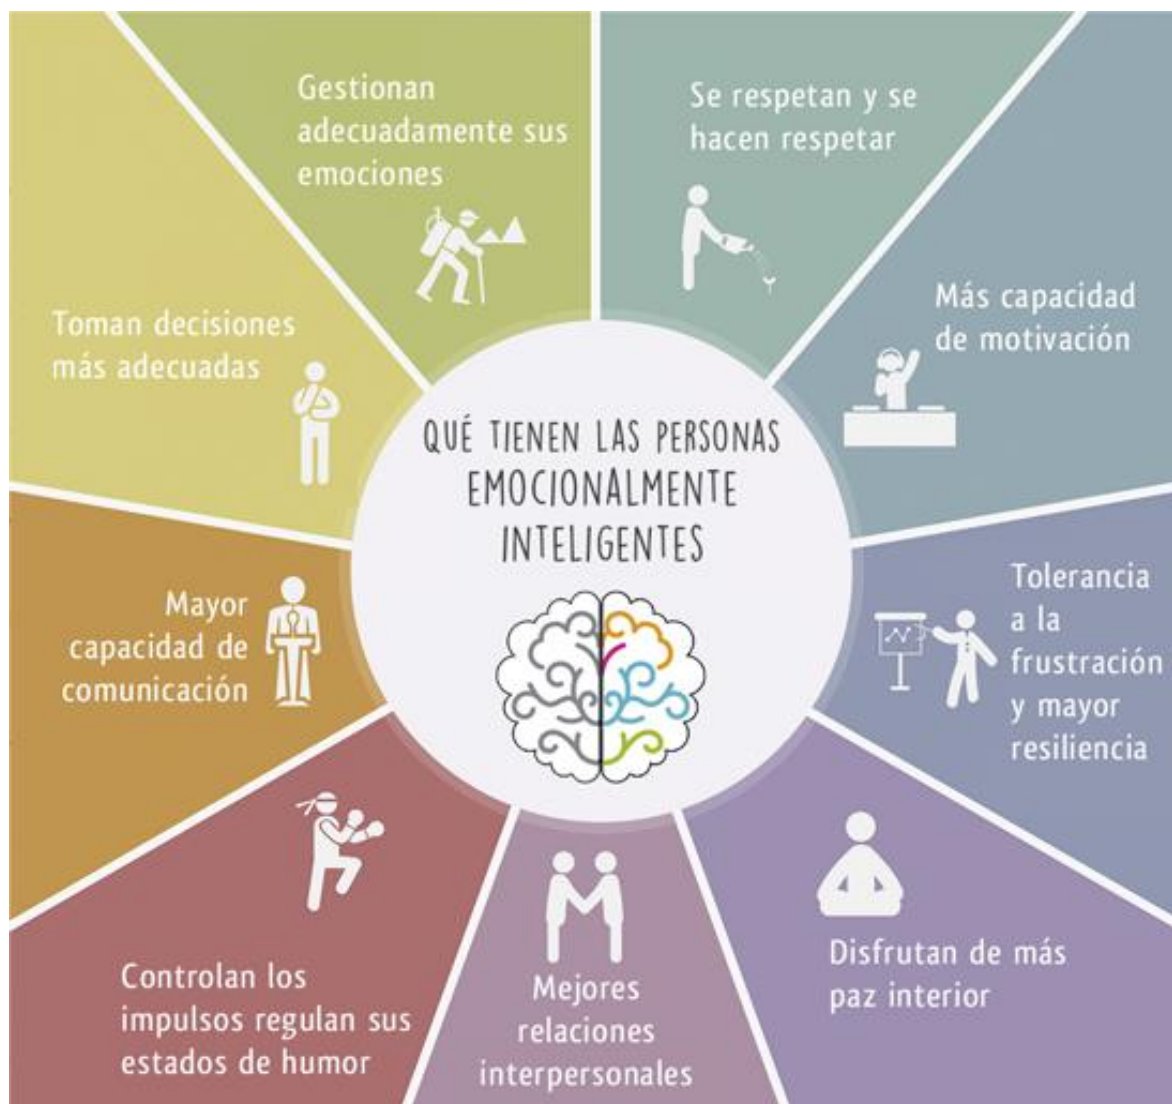 Gestionan
adecuadamente sus
emociones
Se respetan y se
hacen respetar
Más capacidad
de motivación
Tolerancia
a la
frustración
y mayor
resiliencia
Disfrutan de más
paz interior
Mejores
relaciones
interpersonales
Controlan los
impulsos regulan sus
estados de humor
Mayor
capacidad de
comunicación
Toman decisiones
más adecuadas
QUÉ TIENEN LAS PERSONAS
EMOCIONALMENTE
INTELIGENTES